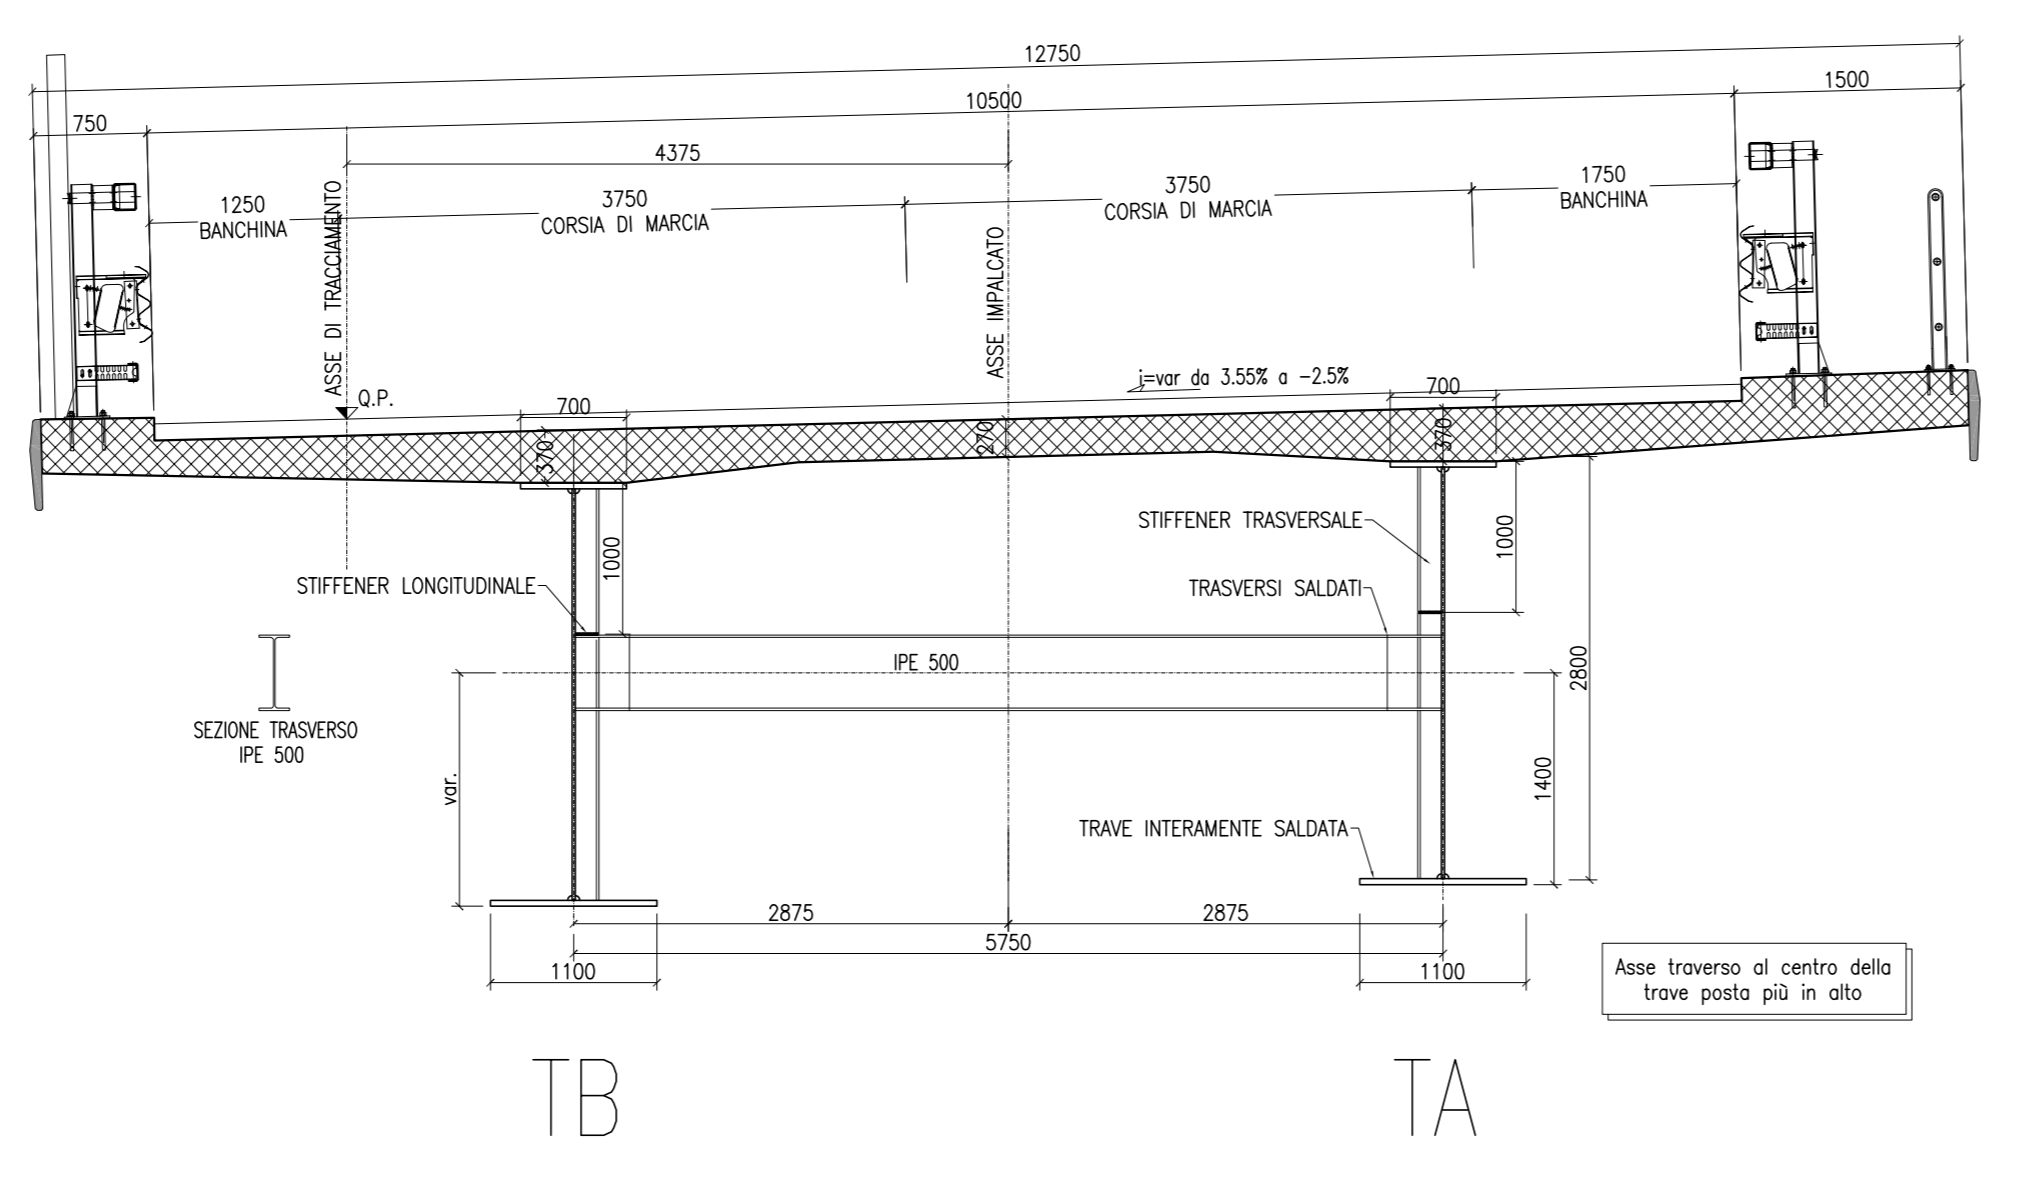 12750
10500
1500
750
4375
1250
BANCHINA
3750
CORSIA DI MARCIA
3750
CORSIA DI MARCIA
1750
BANCHINA
ASSE DI TRACCIAMENTO
ASSE IMPALCATO
Q.P.
i=var da 3.55% a -2.5%
700
700
370
270
370
STIFFENER TRASVERSALE
1000
1000
STIFFENER LONGITUDINALE
TRASVERSI SALDATI
IPE 500
2800
SEZIONE TRASVERSO
IPE 500
var.
1400
TRAVE INTERAMENTE SALDATA
2875
2875
5750
1100
1100
Asse traverso al centro della
trave posta più in alto
TB
TA